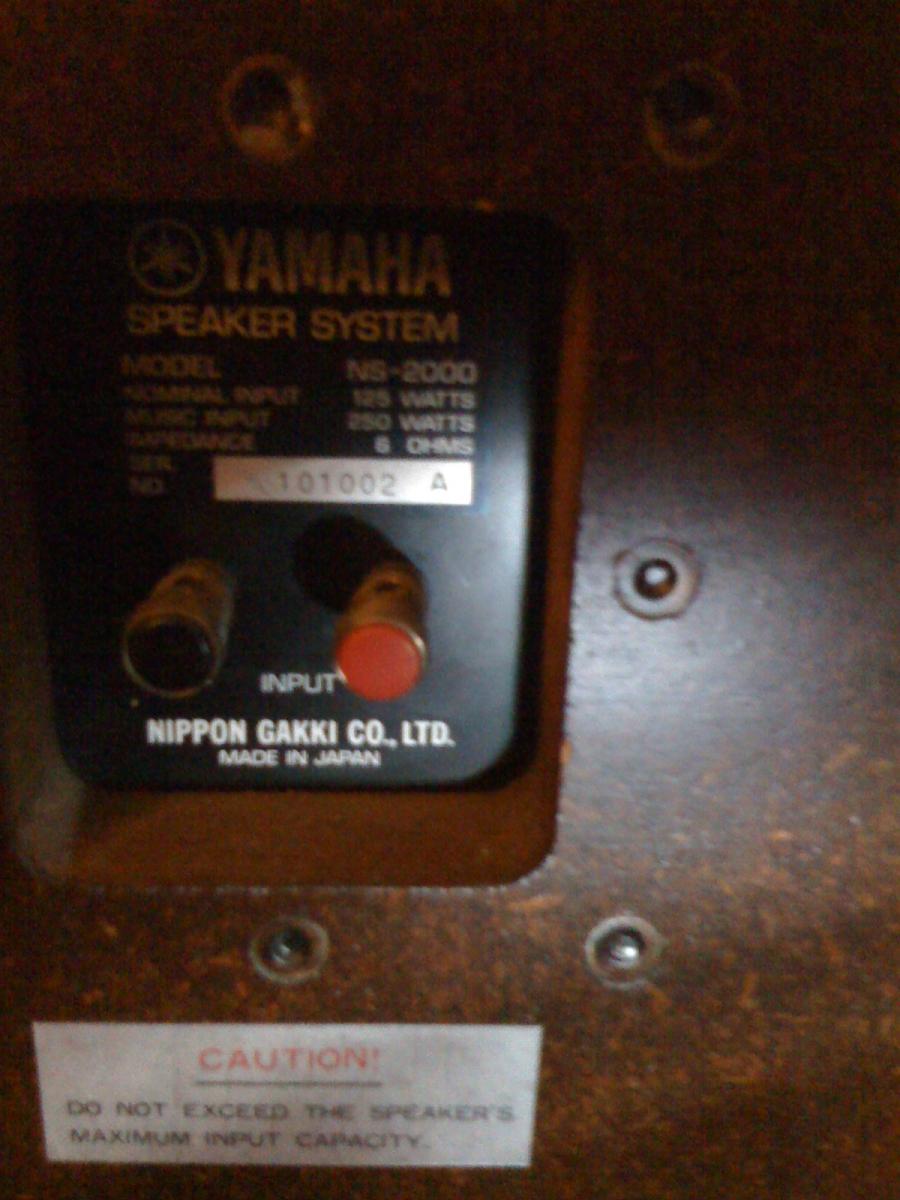 YAMAHA
SPEAKER SYSTEM
MODEL NS-2000
NOMINAL INPUT 125 WATTS
MUSIC INPUT 250 WATTS
IMPEDANCE 6 OHMS
SER.
NO. 101002 A
INPUT
NIPPON GAKKI CO., LTD.
MADE IN JAPAN
CAUTION!
DO NOT EXCEED THE SPEAKER'S
MAXIMUM INPUT CAPACITY.